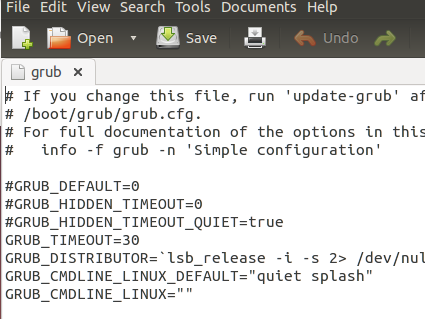 File Edit View Search Tools Documents Help
Open Save Undo
grub
# If you change this file, run 'update-grub' af
# /boot/grub/grub.cfg.
# For full documentation of the options in this
#   info -f grub -n 'Simple configuration'
#GRUB_DEFAULT=0
#GRUB_HIDDEN_TIMEOUT=0
#GRUB_HIDDEN_TIMEOUT_QUIET=true
GRUB_TIMEOUT=30
GRUB_DISTRIBUTOR=`lsb_release -i -s 2> /dev/nul
GRUB_CMDLINE_LINUX_DEFAULT="quiet splash"
GRUB_CMDLINE_LINUX=""